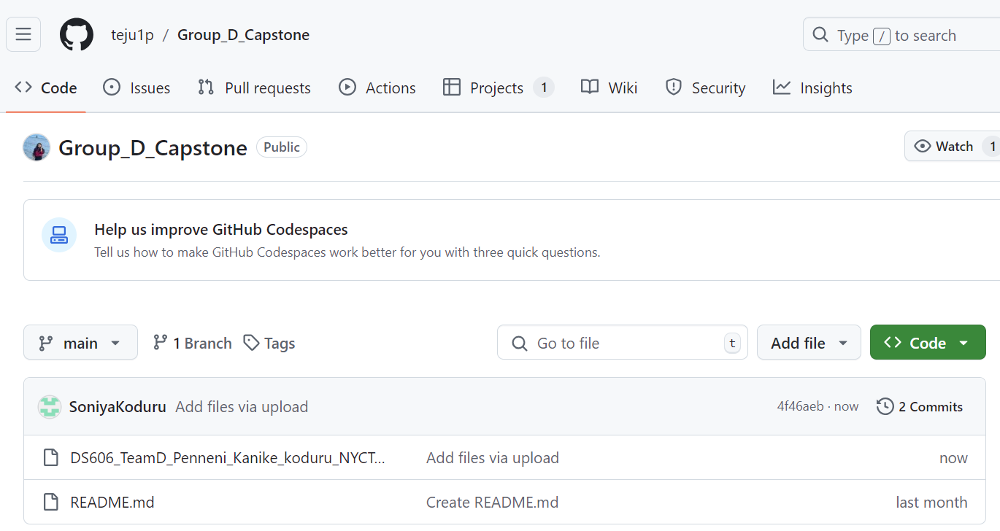 teju1p / Group_D_Capstone
Type / to search
Code Issues Pull requests Actions Projects 1 Wiki Security Insights
Group_D_Capstone Public
Watch 1
Help us improve GitHub Codespaces
Tell us how to make GitHub Codespaces work better for you with three quick questions.
main 1 Branch Tags Go to file t Add file Code
SoniyaKoduru Add files via upload 4f46aeb · now 2 Commits
DS606_TeamD_Penneni_Kanike_koduru_NYCT... Add files via upload now
README.md Create README.md last month